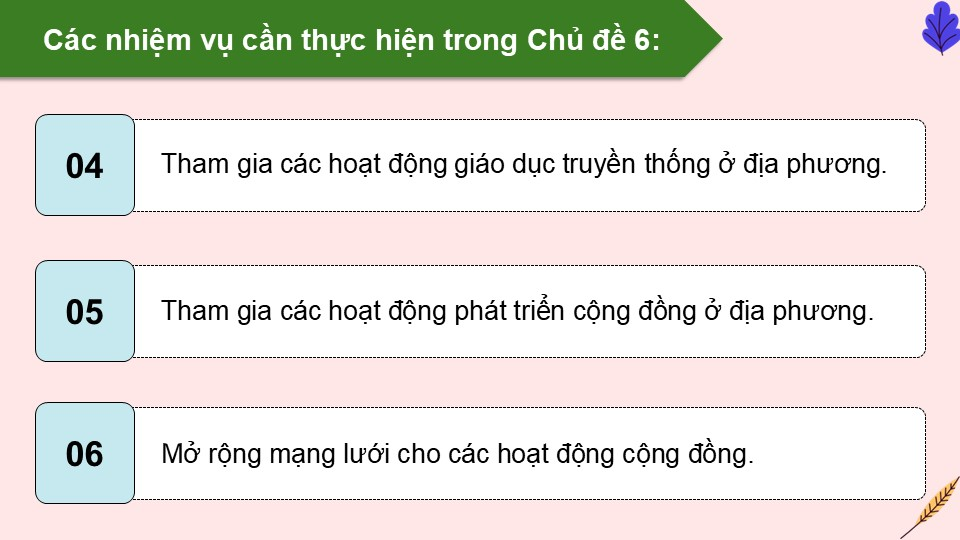 Các nhiệm vụ cần thực hiện trong Chủ đề 6:
04
Tham gia các hoạt động giáo dục truyền thống ở địa phương.
05
Tham gia các hoạt động phát triển cộng đồng ở địa phương.
06
Mở rộng mạng lưới cho các hoạt động cộng đồng.